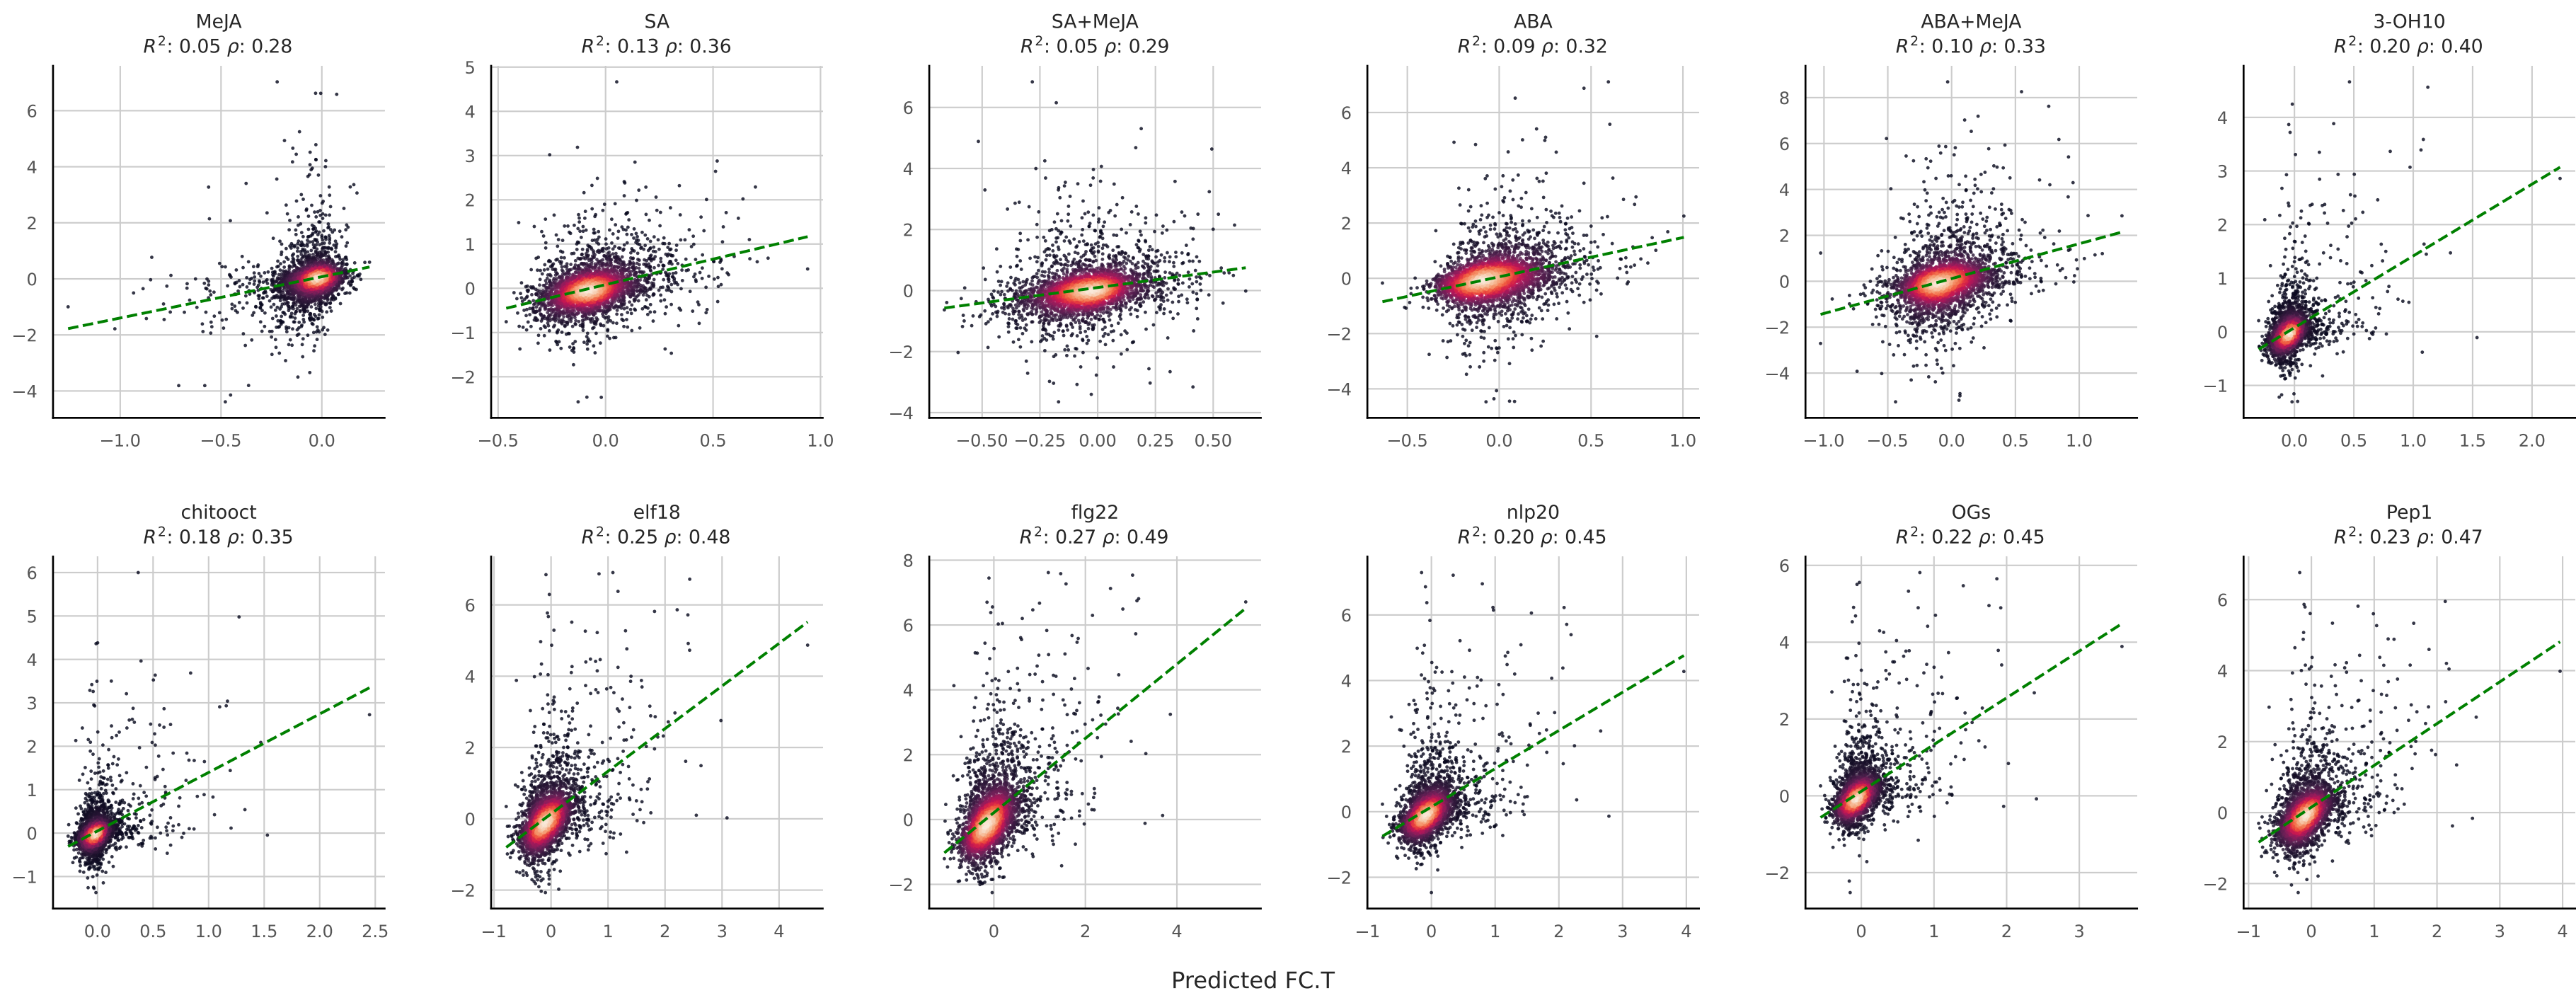 MeJA
R²: 0.05 ρ: 0.28
6
4
2
0
−2
−4
−1.0 −0.5 0.0
SA
R²: 0.13 ρ: 0.36
5
4
3
2
1
0
−1
−2
−0.5 0.0 0.5 1.0
SA+MeJA
R²: 0.05 ρ: 0.29
6
4
2
0
−2
−4
−0.50 −0.25 0.00 0.25 0.50
ABA
R²: 0.09 ρ: 0.32
6
4
2
0
−2
−4
−0.5 0.0 0.5 1.0
ABA+MeJA
R²: 0.10 ρ: 0.33
8
6
4
2
0
−2
−4
−1.0 −0.5 0.0 0.5 1.0
3-OH10
R²: 0.20 ρ: 0.40
4
3
2
1
0
−1
0.0 0.5 1.0 1.5 2.0
chitooct
R²: 0.18 ρ: 0.35
6
5
4
3
2
1
0
−1
0.0 0.5 1.0 1.5 2.0 2.5
elf18
R²: 0.25 ρ: 0.48
6
4
2
0
−2
−1 0 1 2 3 4
flg22
R²: 0.27 ρ: 0.49
8
6
4
2
0
−2
0 2 4
nlp20
R²: 0.20 ρ: 0.45
6
4
2
0
−2
−1 0 1 2 3 4
OGs
R²: 0.22 ρ: 0.45
6
4
2
0
−2
0 1 2 3
Pep1
R²: 0.23 ρ: 0.47
6
4
2
0
−2
−1 0 1 2 3 4
Predicted FC.T